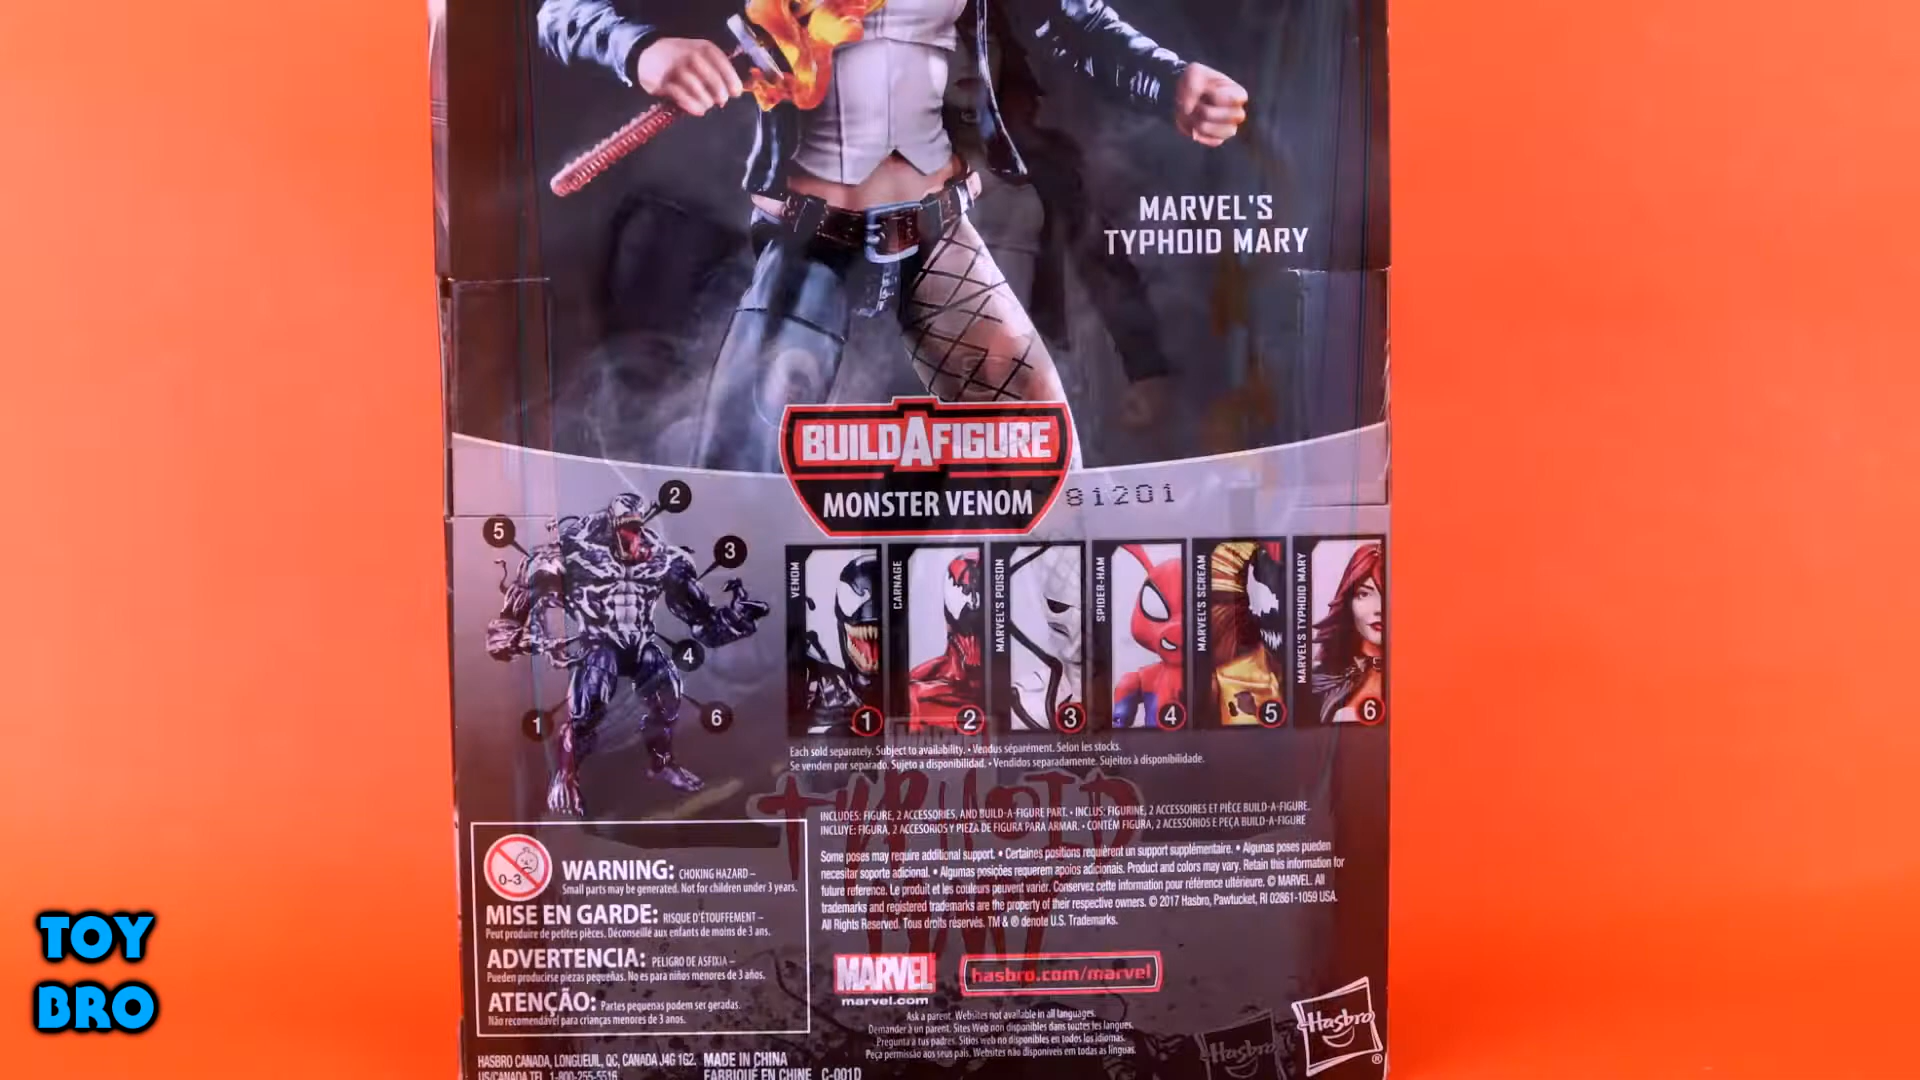 MARVEL'S
TYPHOID MARY
BUILDAFIGURE
MONSTER VENOM
81201
2
5
3
4
1
6
VENOM
CARNAGE
MARVEL'S POISON
SPIDER-HAM
MARVEL'S SCREAM
MARVEL'S TYPHOID MARY
1
2
3
4
5
6
Each sold separately. Subject to availability. • Vendus séparément. Selon les stocks.
Se venden por separado. Sujeto a disponibilidad. • Vendidos separadamente. Sujeitos à disponibilidade.
TYPHOID
INCLUDES: FIGURE, 2 ACCESSORIES, AND BUILD-A-FIGURE PART. • INCLUS: FIGURINE, 2 ACCESSOIRES ET PIÈCE BUILD-A-FIGURE.
INCLUYE: FIGURA, 2 ACCESORIOS Y PIEZA DE FIGURA PARA ARMAR. • CONTÉM FIGURA, 2 ACESSÓRIOS E PEÇA BUILD-A-FIGURE
Some poses may require additional support. • Certaines positions requièrent un support supplémentaire. • Algunas poses pueden
necesitar soporte adicional. • Algumas posições requerem apoios adicionais. Product and colors may vary. Retain this information for
future reference. Le produit et les couleurs peuvent varier. Conservez cette information pour référence ultérieure. © MARVEL. All
trademarks and registered trademarks are the property of their respective owners. © 2017 Hasbro, Pawtucket, RI 02861-1059 USA.
All Rights Reserved. Tous droits réservés. TM & ® denote U.S. Trademarks.
0-3
WARNING: CHOKING HAZARD –
Small parts may be generated. Not for children under 3 years.
MISE EN GARDE: RISQUE D'ÉTOUFFEMENT –
Peut produire de petites pièces. Déconseillé aux enfants de moins de 3 ans.
ADVERTENCIA: PELIGRO DE ASFIXIA –
Pueden producirse piezas pequeñas. No es para niños menores de 3 años.
ATENÇÃO: Partes pequenas podem ser geradas.
Não recomendável para crianças menores de 3 anos.
MARVEL
marvel.com
hasbro.com/marvel
Ask a parent. Websites not available in all languages.
Demander à un parent. Sites Web non disponibles dans toutes les langues.
Pregunta a tus padres. Sitios web no disponibles en todos los idiomas.
Peça permissão aos seus pais. Websites não disponíveis em todas as línguas.
Hasbro
Hasbro
®
HASBRO CANADA, LONGUEUIL, QC, CANADA J4G 1G2.
US/CANADA TEL. 1-800-255-5516
MADE IN CHINA
FABRIQUÉ EN CHINE
C-001D
TOY
BRO